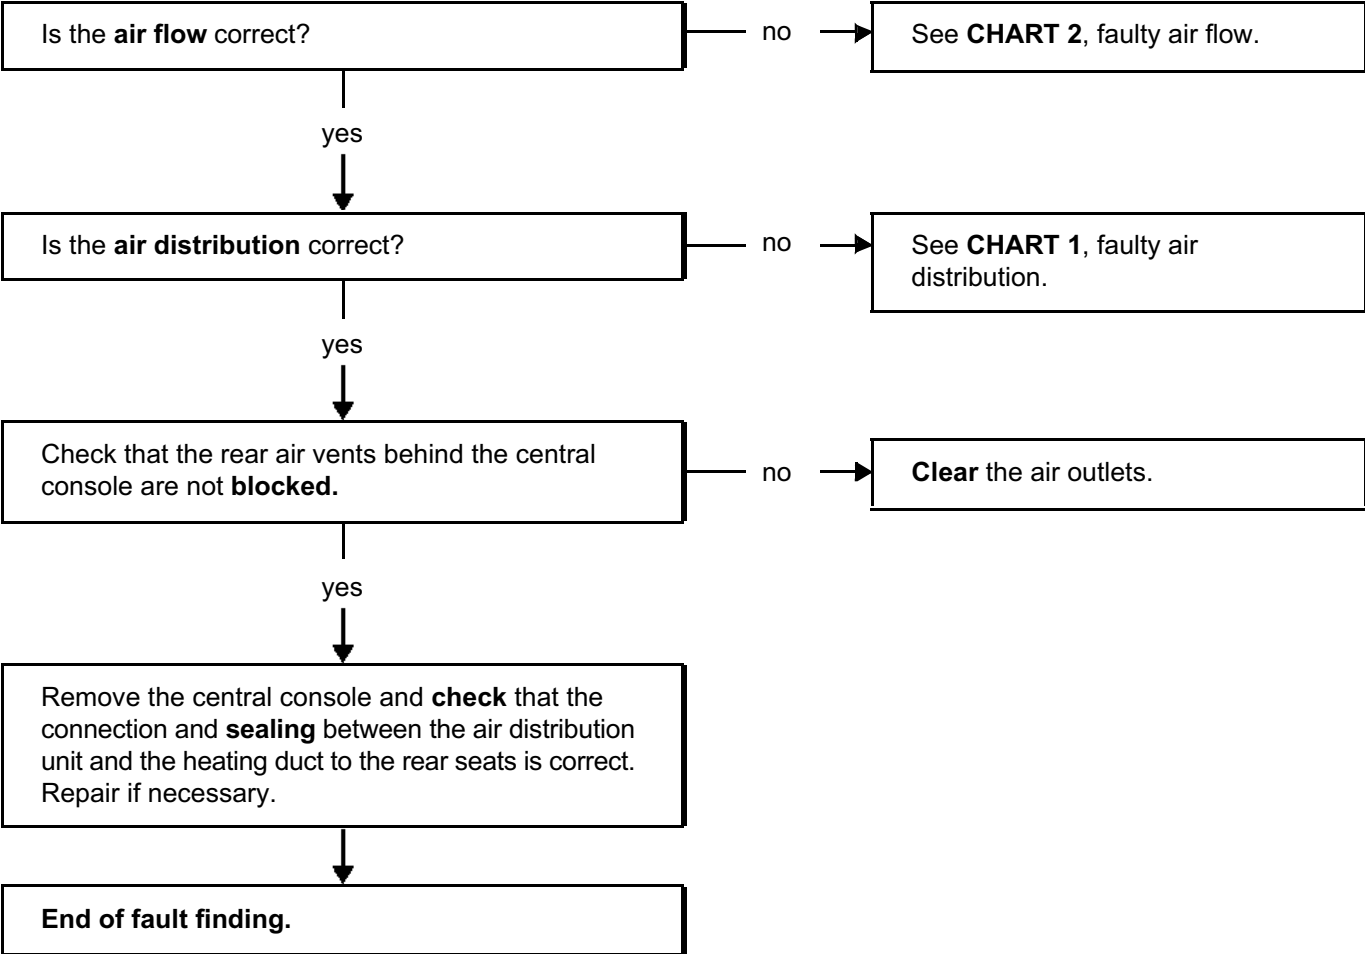 Is the air flow correct?
no
See CHART 2, faulty air flow.
yes
Is the air distribution correct?
no
See CHART 1, faulty air
distribution.
yes
Check that the rear air vents behind the central
console are not blocked.
no
Clear the air outlets.
yes
Remove the central console and check that the
connection and sealing between the air distribution
unit and the heating duct to the rear seats is correct.
Repair if necessary.
End of fault finding.